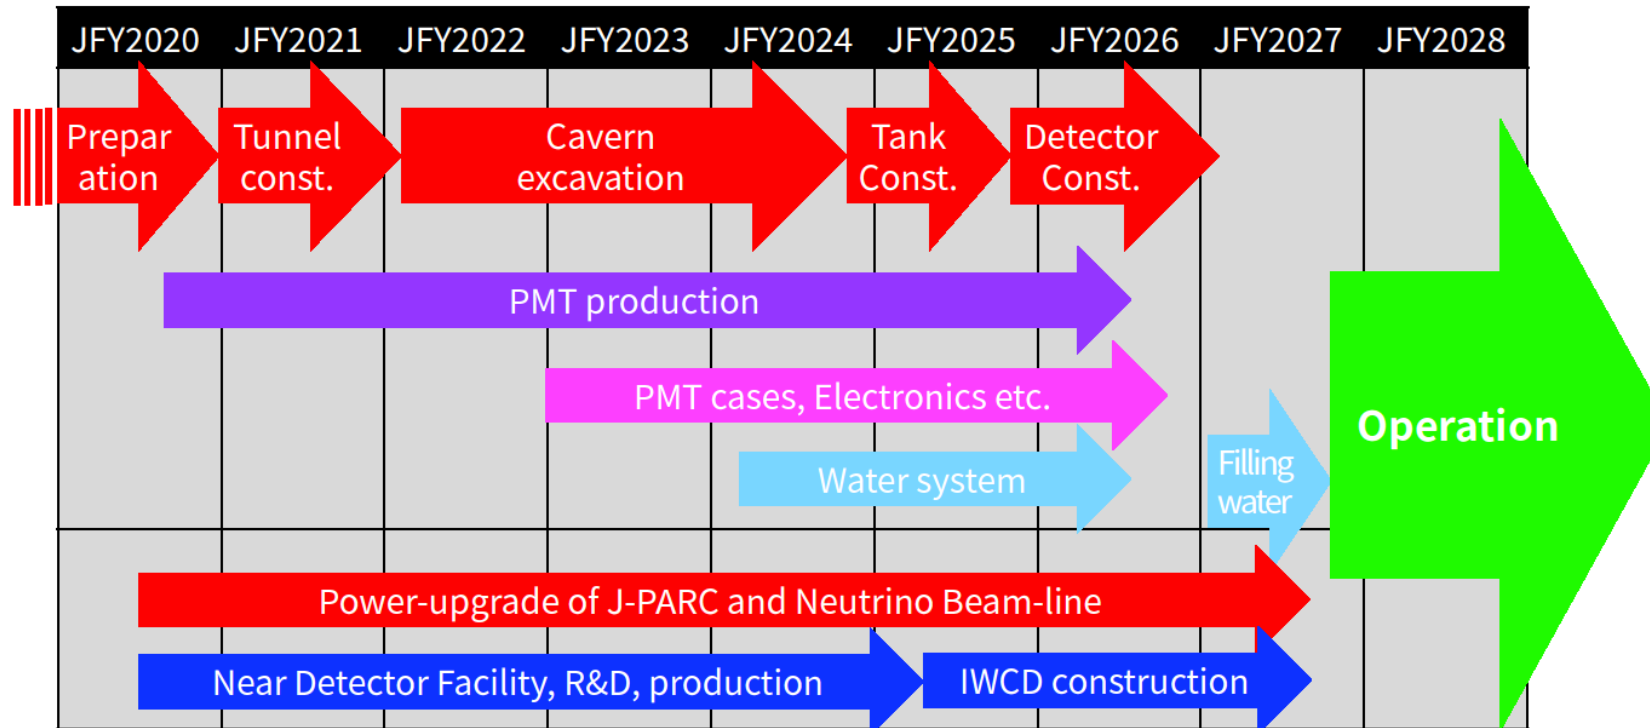 JFY2020 JFY2021 JFY2022 JFY2023 JFY2024 JFY2025 JFY2026 JFY2027 JFY2028
Prepar
ation
Tunnel
const.
Cavern
excavation
Tank
Const.
Detector
Const.
PMT production
PMT cases, Electronics etc.
Water system
Filling
water
Operation
Power-upgrade of J-PARC and Neutrino Beam-line
Near Detector Facility, R&D, production
IWCD construction